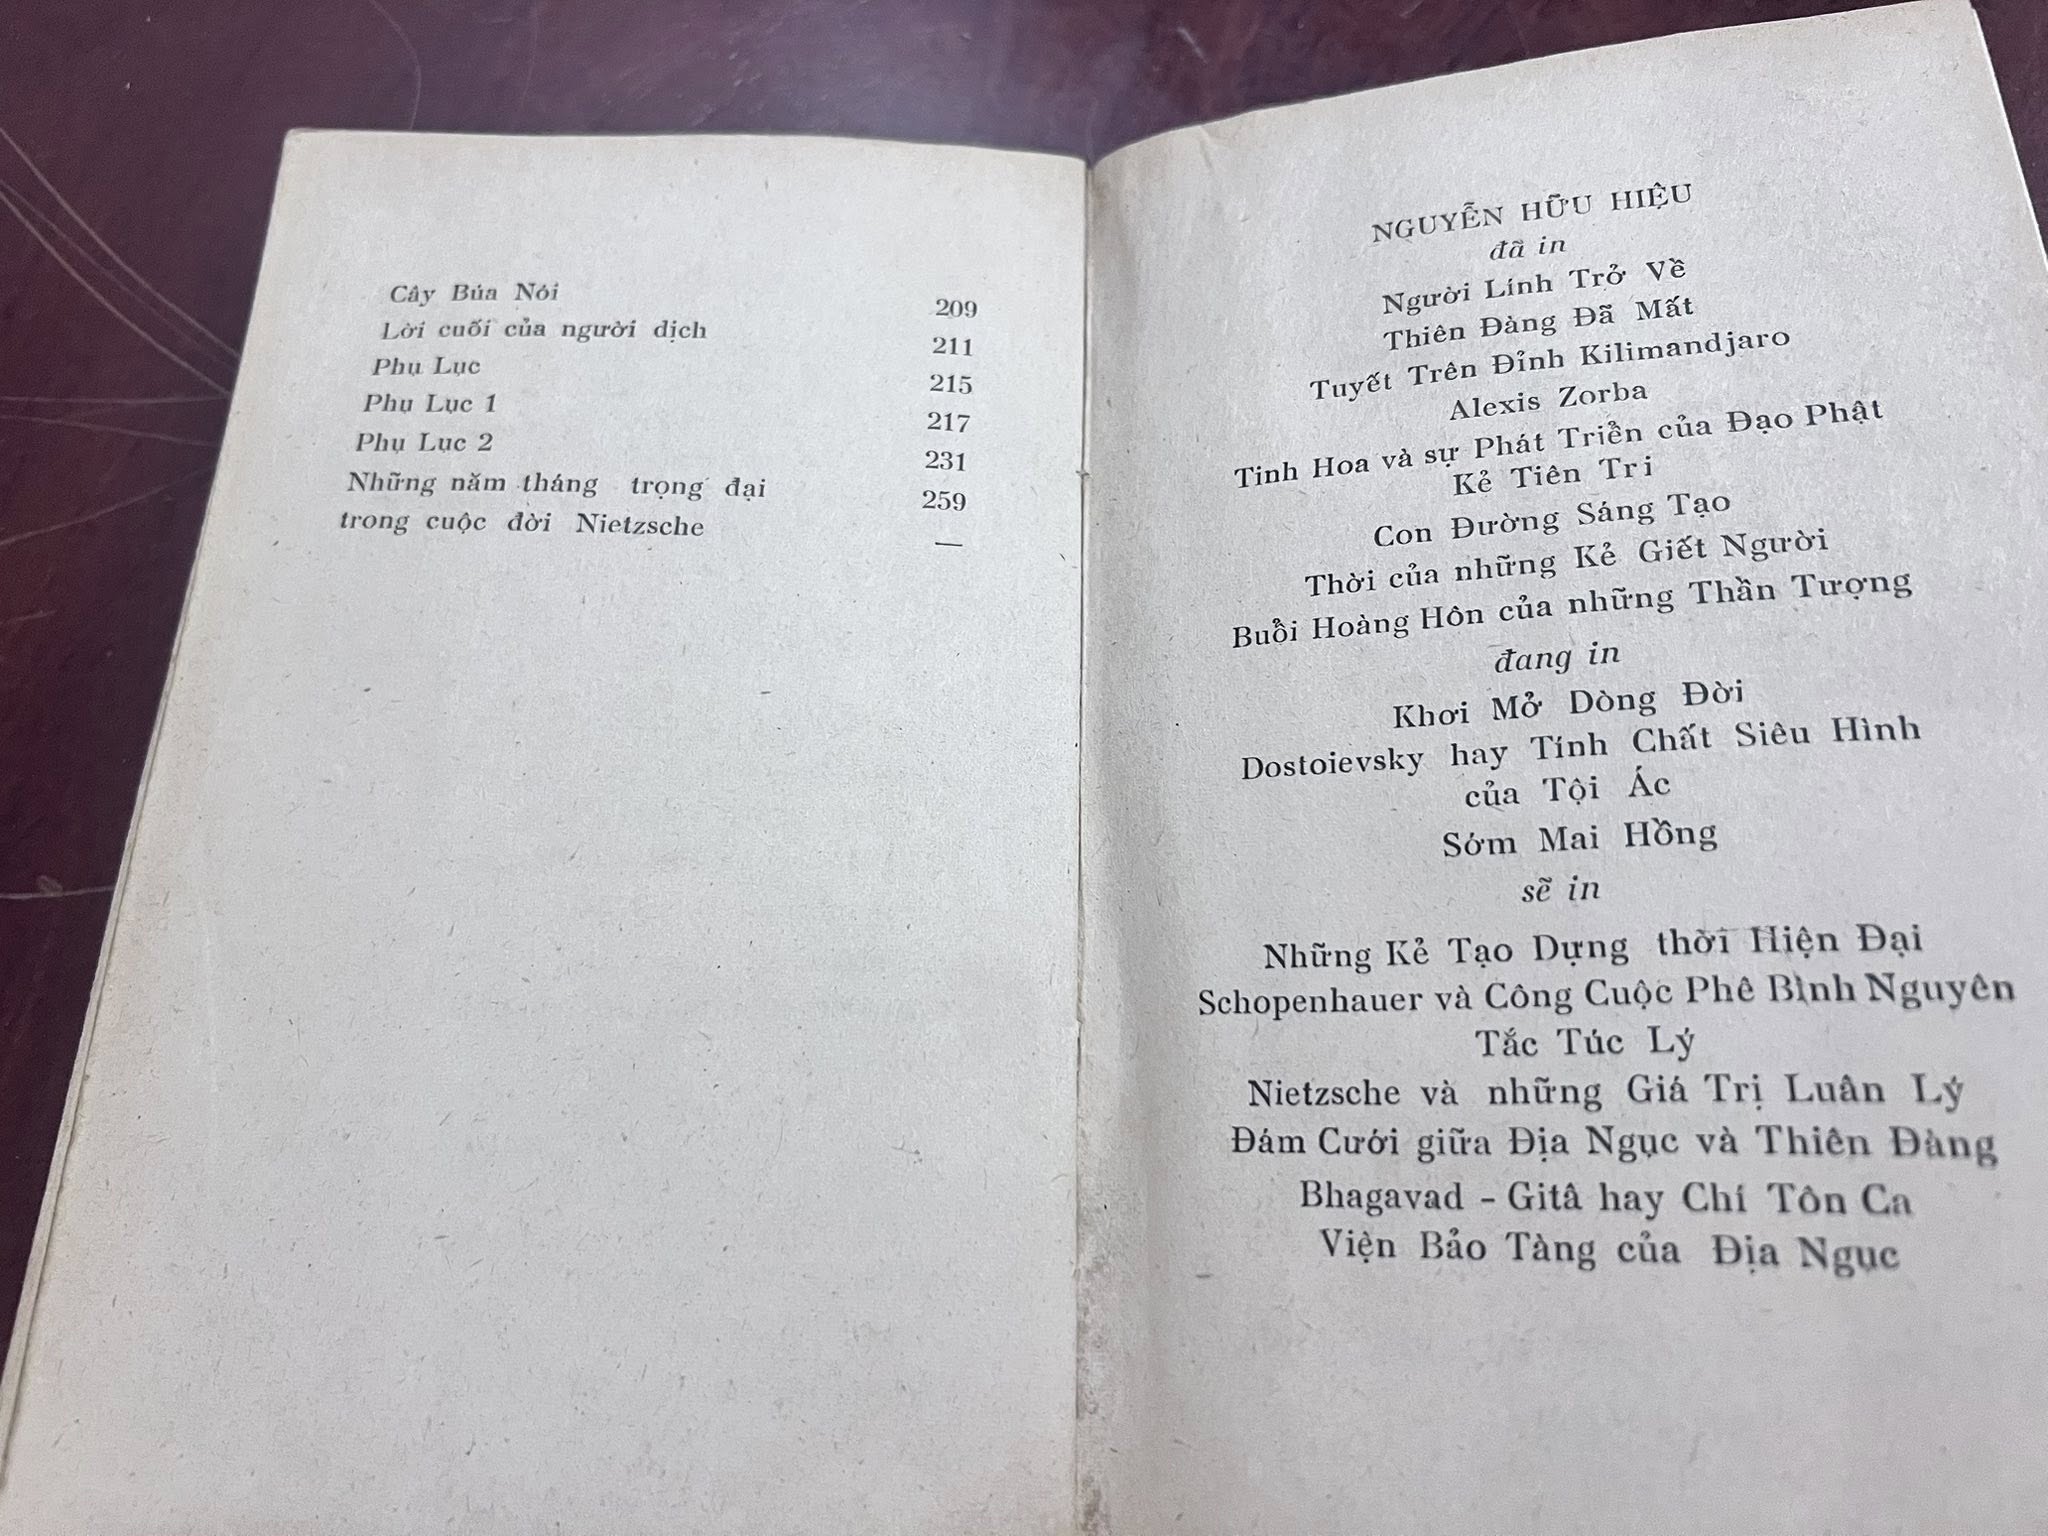 Cây Búa Nói 209
Lời cuối của người dịch 211
Phụ Lục 215
Phụ Lục 1 217
Phụ Lục 2 231
Những năm tháng trọng đại 259
trong cuộc đời Nietzsche —
NGUYỄN HỮU HIỆU
đã in
Người Lính Trở Về
Thiên Đàng Đã Mất
Tuyết Trên Đỉnh Kilimandjaro
Alexis Zorba
Tinh Hoa và sự Phát Triển của Đạo Phật
Kẻ Tiên Tri
Con Đường Sáng Tạo
Thời của những Kẻ Giết Người
Buổi Hoàng Hôn của những Thần Tượng
đang in
Khơi Mở Dòng Đời
Dostoievsky hay Tính Chất Siêu Hình
của Tội Ác
Sớm Mai Hồng
sẽ in
Những Kẻ Tạo Dựng thời Hiện Đại
Schopenhauer và Công Cuộc Phê Bình Nguyên
Tắc Túc Lý
Nietzsche và những Giá Trị Luân Lý
Đám Cưới giữa Địa Ngục và Thiên Đàng
Bhagavad - Gitâ hay Chí Tôn Ca
Viện Bảo Tàng của Địa Ngục